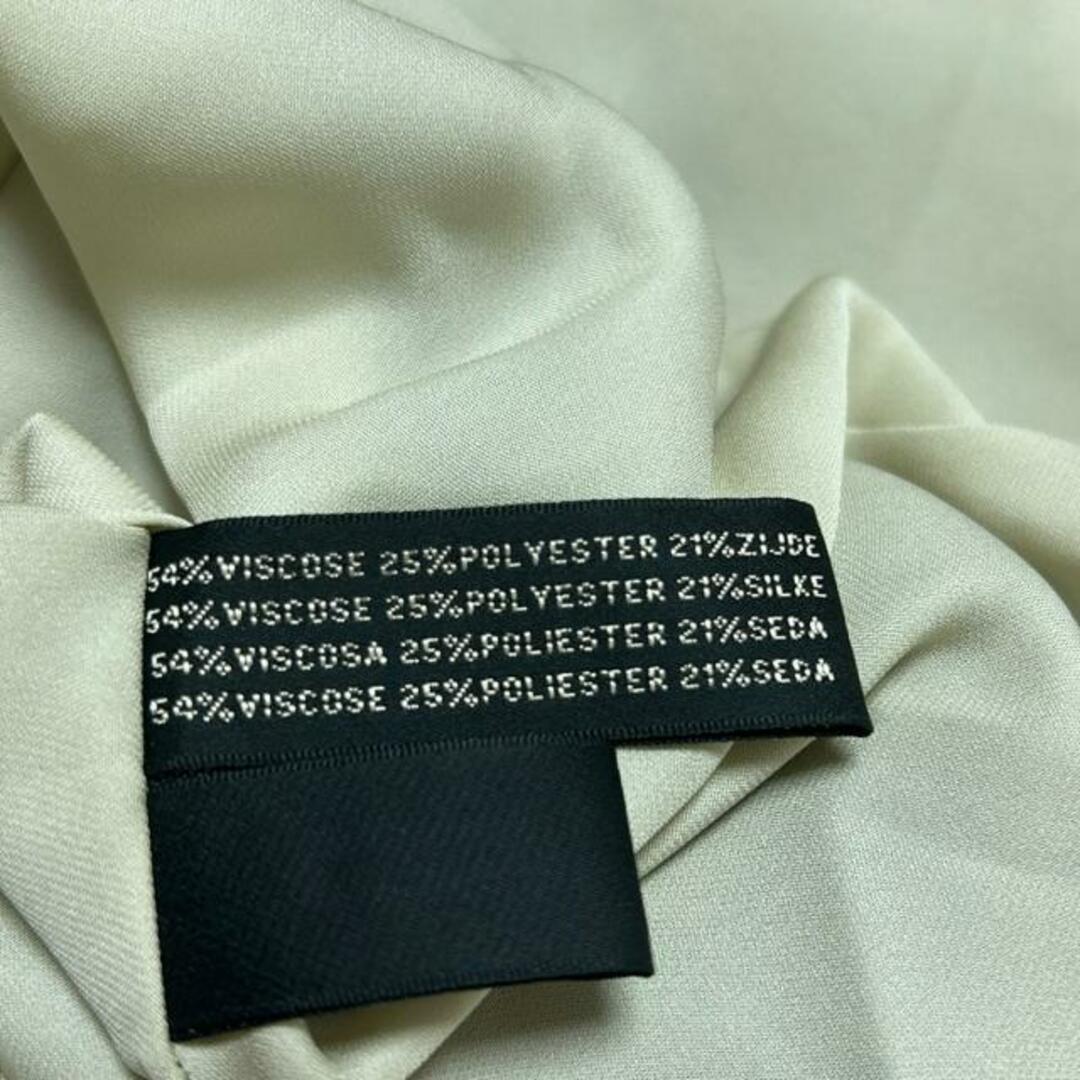 54%VISCOSE 25%POLYESTER 21%ZIJDE
54%VISCOSE 25%POLYESTER 21%SILKE
54%VISCOSA 25%POLIESTER 21%SEDA
54%VISCOSE 25%POLIESTER 21%SEDA